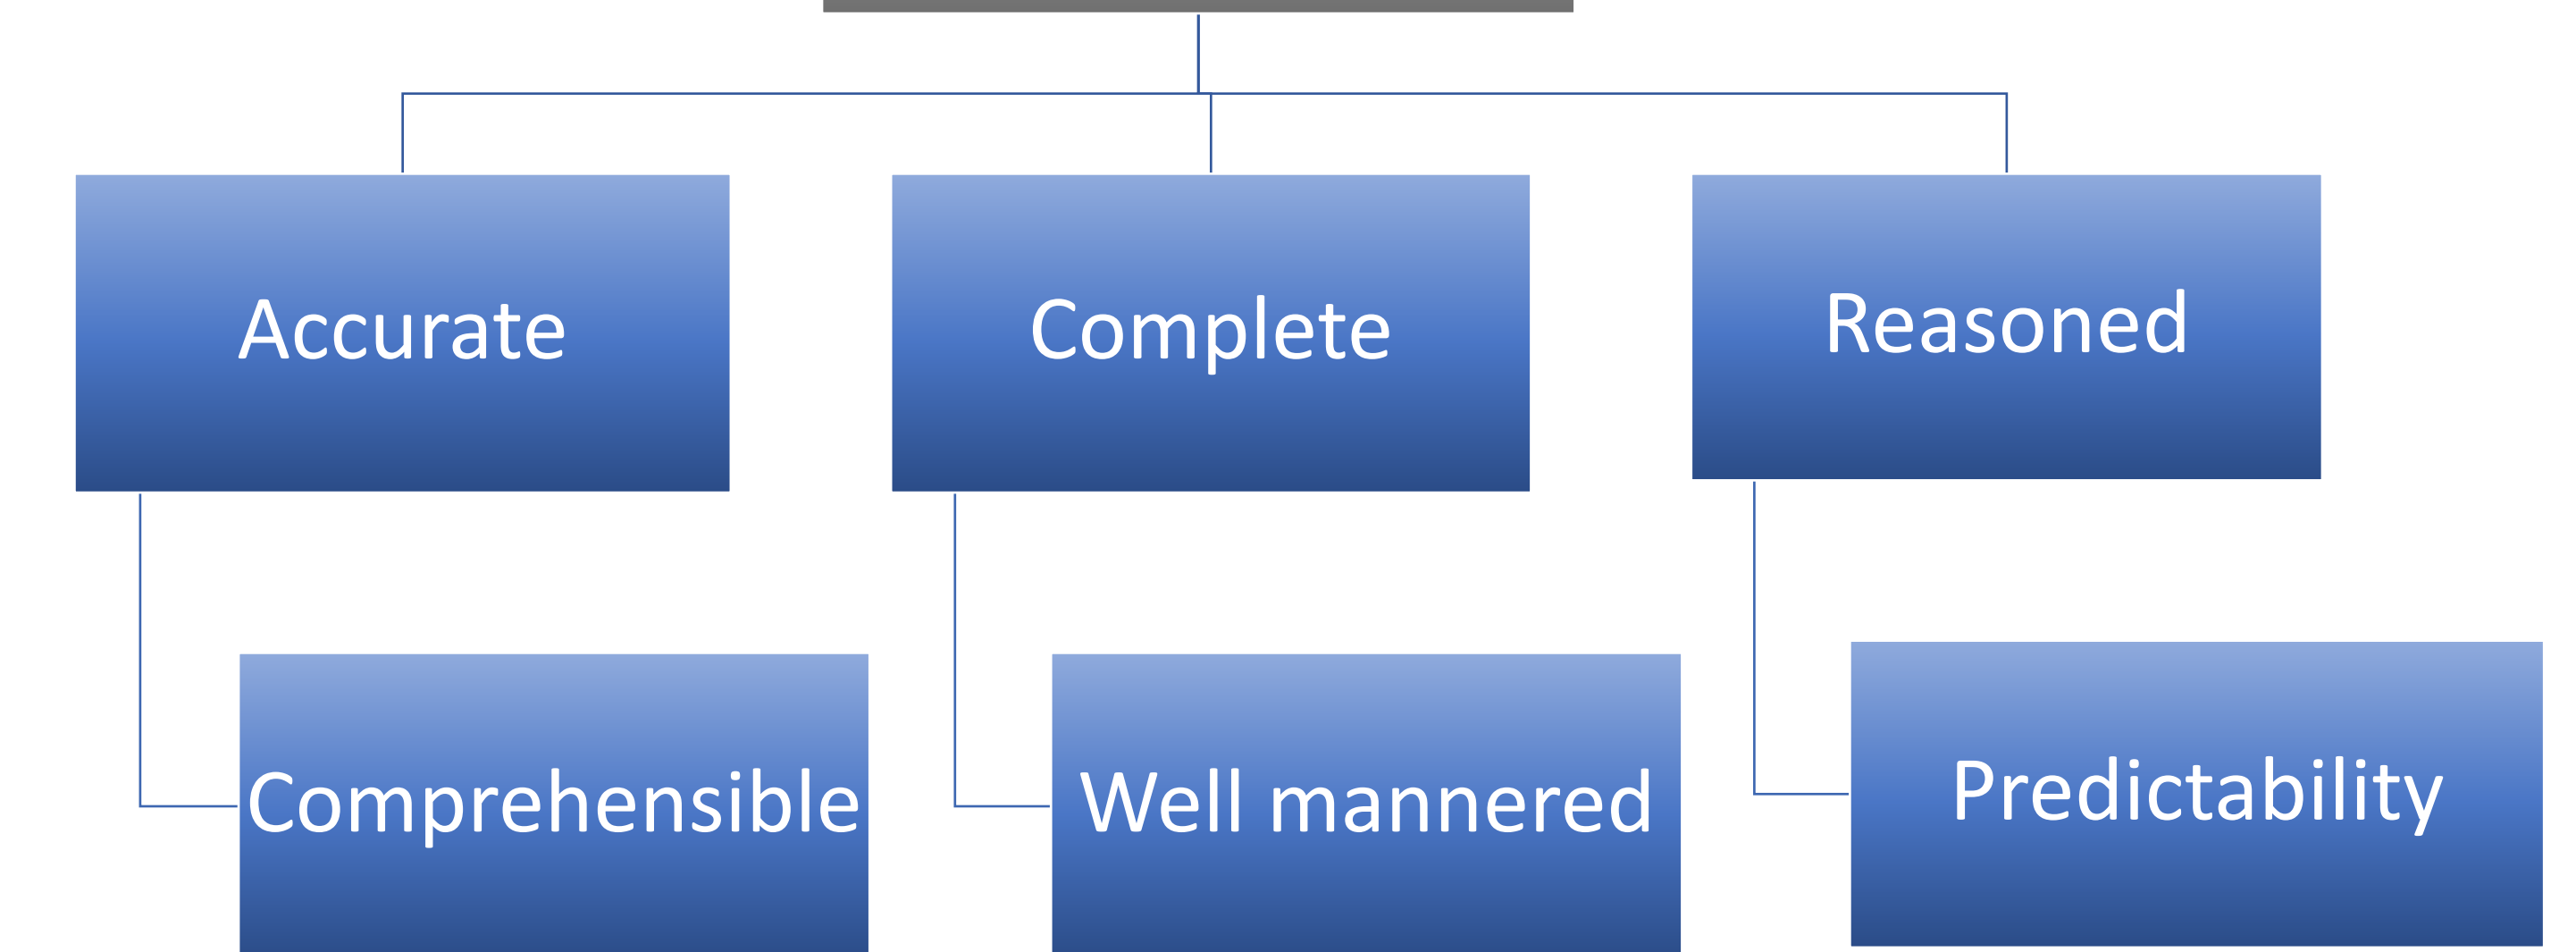 Accurate
Complete
Reasoned
Comprehensible
Well mannered
Predictability